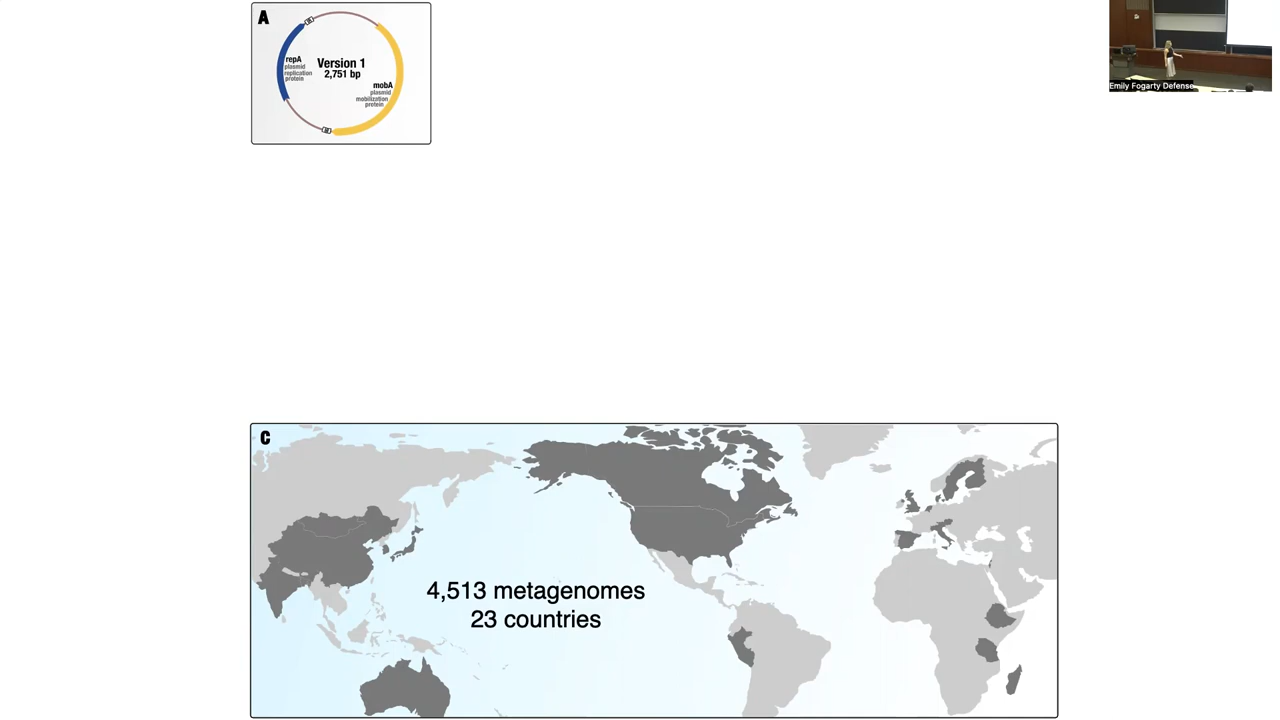 A
repA
plasmid
replication
protein
Version 1
2,751 bp
mobA
plasmid
mobilization
protein
Emily Fogarty Defense
C
4,513 metagenomes
23 countries